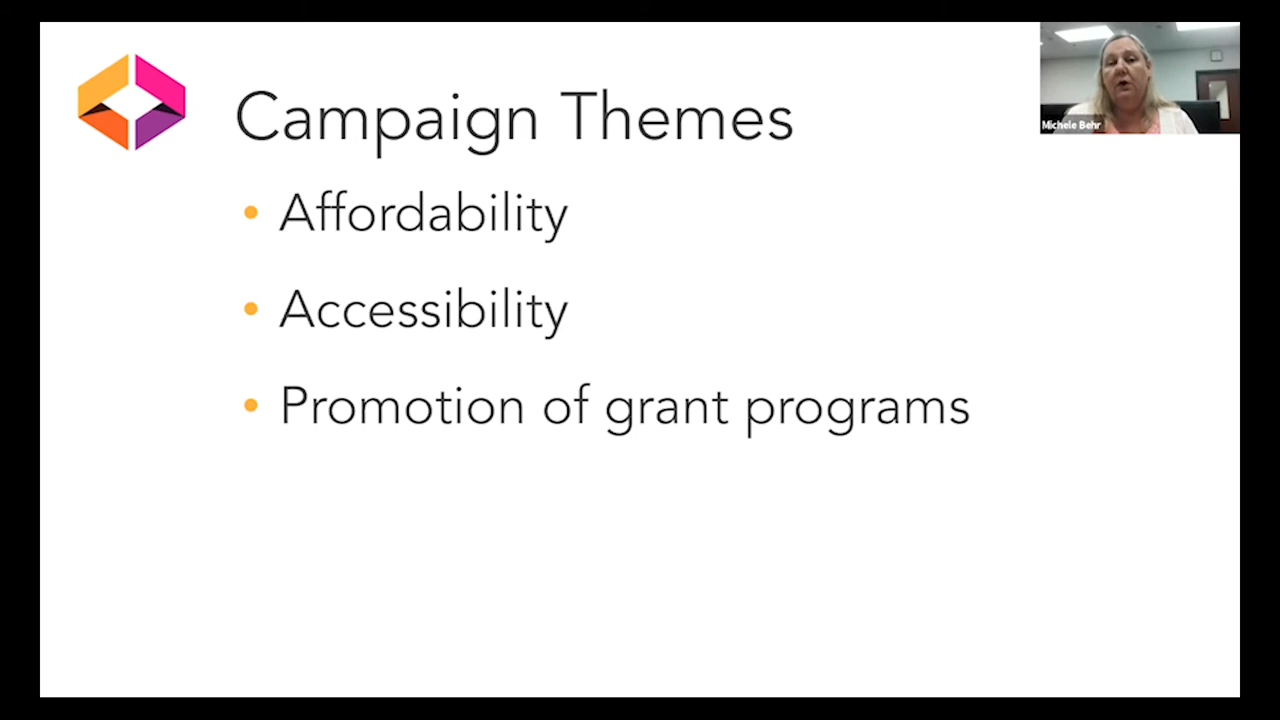 Campaign Themes
Michele Behr
• Affordability
• Accessibility
• Promotion of grant programs